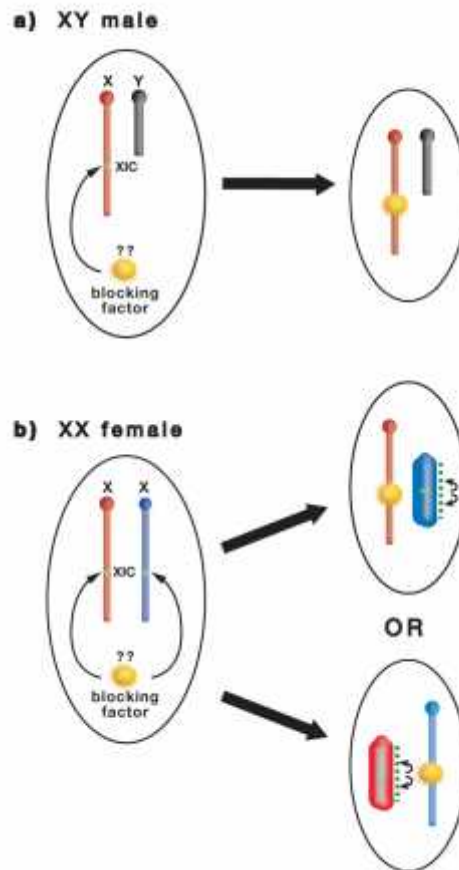 a) XY male
X Y
XIC
??
blocking
factor
b) XX female
X X
XIC
??
blocking
factor
OR